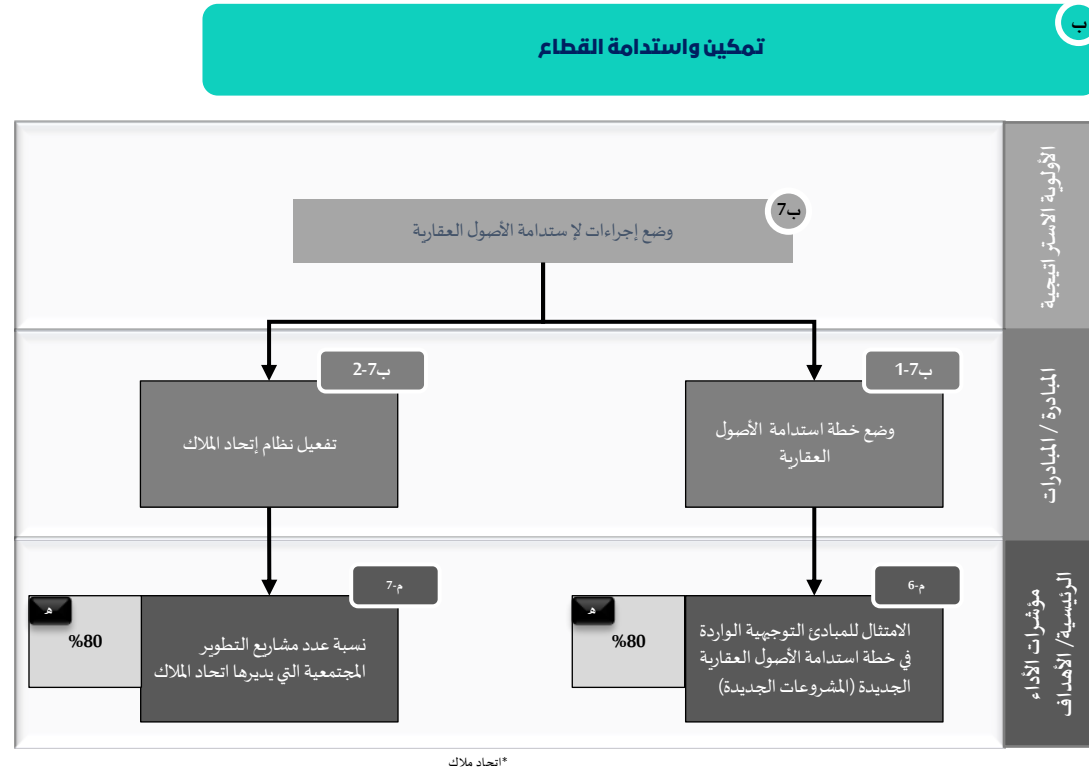 ب
تمكين واستدامة القطاع
الأولوية الاستراتيجية
ب7
وضع إجراءات لإ ستدامة الأصول العقارية
المبادرة / المبادرات
ب7-1
وضع خطة استدامة الأصول
العقارية
ب7-2
تفعيل نظام إتحاد الملاك
مؤشرات الأداء
الرئيسية/ الأهداف
م-6
الامتثال للمبادئ التوجيهية الواردة
في خطة استدامة الأصول العقارية
الجديدة (المشروعات الجديدة)
هـ
%80
م-7
نسبة عدد مشاريع التطوير
المجتمعية التي يديرها اتحاد الملاك
هـ
%80
*اتحاد ملاك